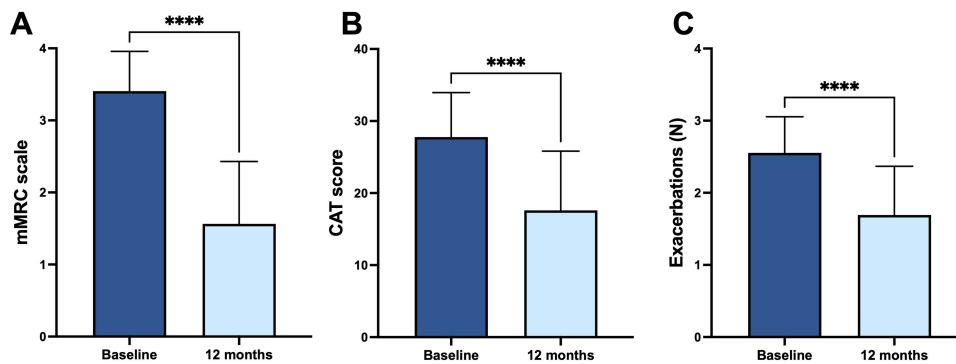 A
mMRC scale
4
3
2
1
0
****
Baseline
12 months
B
CAT score
40
30
20
10
0
****
Baseline
12 months
C
Exacerbations (N)
4
3
2
1
0
****
Baseline
12 months